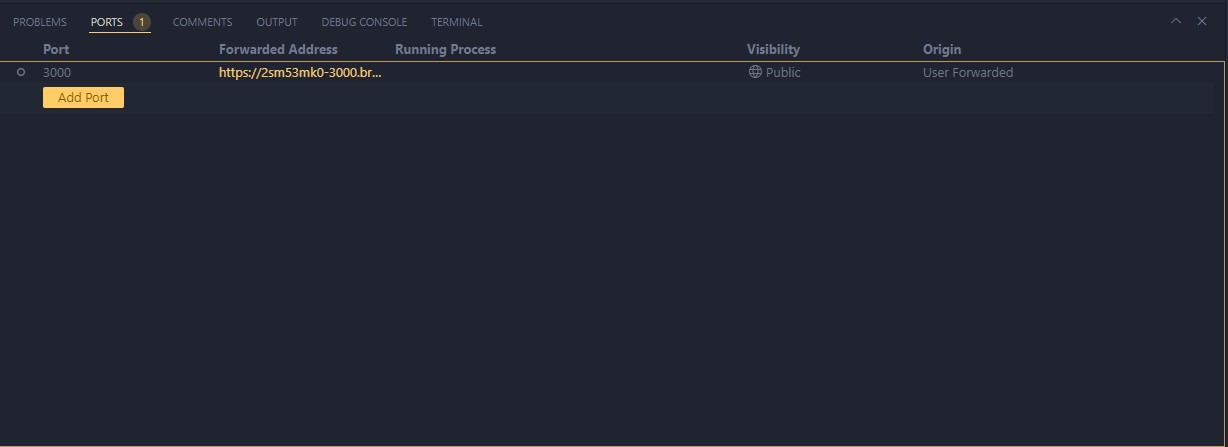 PROBLEMS PORTS 1 COMMENTS OUTPUT DEBUG CONSOLE TERMINAL
Port Forwarded Address Running Process Visibility Origin
3000 https://2sm53mk0-3000.br... Public User Forwarded
Add Port